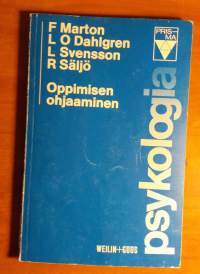 F Marton
L O Dahlgren
L Svensson
R Säljö
Oppimisen
ohjaaminen
PRIS-
MA
psykologia
WEILIN+GÖÖS